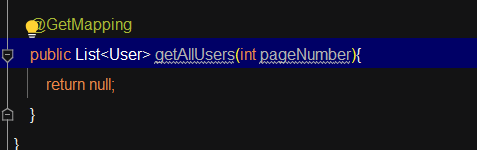 @GetMapping
public List<User> getAllUsers(int pageNumber){
return null;
}
}